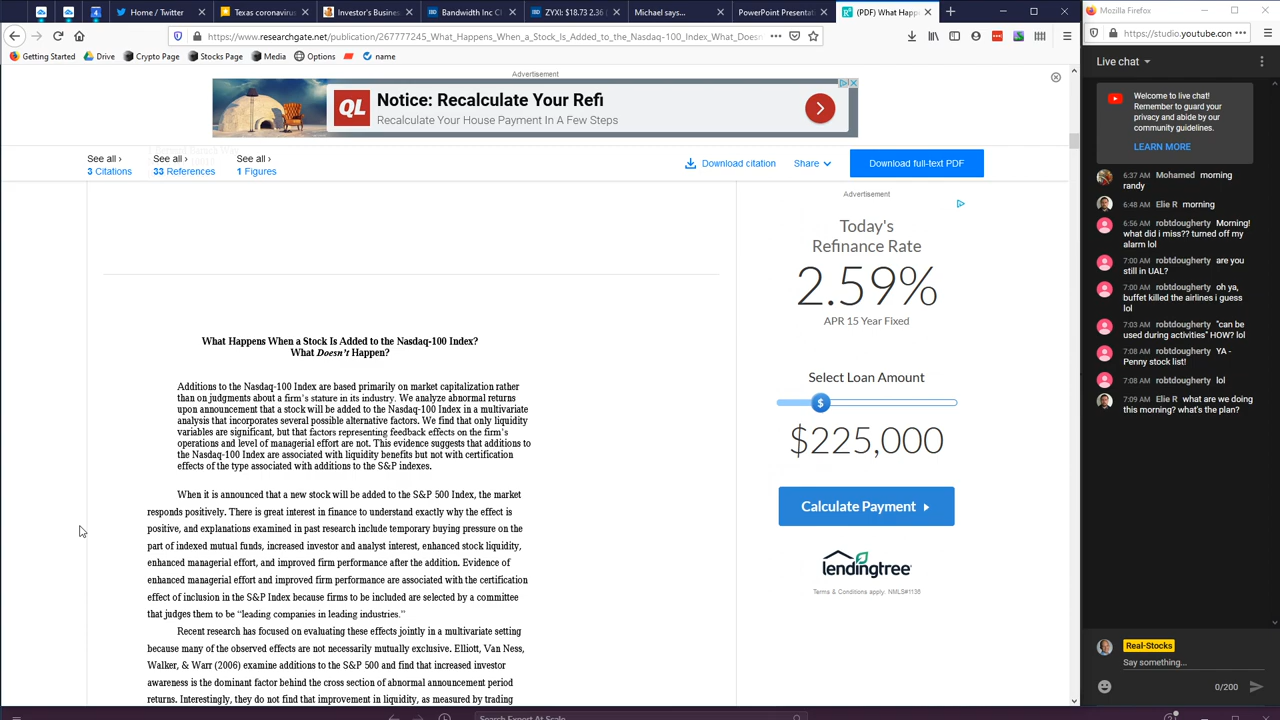 4
Home / Twitter
Texas coronavirus
Investor's Busines
Bandwidth Inc Cl
ZYXI: $18.73 2.36
Michael says...
PowerPoint Presentati
(PDF) What Happ
https://www.researchgate.net/publication/267777245_What_Happens_When_a_Stock_Is_Added_to_the_Nasdaq-100_Index_What_Doesn
Getting Started
Drive
Crypto Page
Stocks Page
Media
Options
name
Advertisement
QL
Notice: Recalculate Your Refi
Recalculate Your House Payment In A Few Steps
See all ›
3 Citations
See all ›
33 References
See all ›
1 Figures
Download citation
Share
Download full-text PDF
What Happens When a Stock Is Added to the Nasdaq-100 Index?
What Doesn't Happen?
Additions to the Nasdaq-100 Index are based primarily on market capitalization rather
than on judgments about a firm's stature in its industry. We analyze abnormal returns
upon announcement that a stock will be added to the Nasdaq-100 Index in a multivariate
analysis that incorporates several possible alternative factors. We find that only liquidity
variables are significant, but that factors representing feedback effects on the firm's
operations and level of managerial effort are not. This evidence suggests that additions to
the Nasdaq-100 Index are associated with liquidity benefits but not with certification
effects of the type associated with additions to the S&P indexes.
When it is announced that a new stock will be added to the S&P 500 Index, the market
responds positively. There is great interest in finance to understand exactly why the effect is
positive, and explanations examined in past research include temporary buying pressure on the
part of indexed mutual funds, increased investor and analyst interest, enhanced stock liquidity,
enhanced managerial effort, and improved firm performance after the addition. Evidence of
enhanced managerial effort and improved firm performance are associated with the certification
effect of inclusion in the S&P Index because firms to be included are selected by a committee
that judges them to be "leading companies in leading industries."
Recent research has focused on evaluating these effects jointly in a multivariate setting
because many of the observed effects are not necessarily mutually exclusive. Elliott, Van Ness,
Walker, & Warr (2006) examine additions to the S&P 500 and find that increased investor
awareness is the dominant factor behind the cross section of abnormal announcement period
returns. Interestingly, they do not find that improvement in liquidity, as measured by trading
Advertisement
Today's
Refinance Rate
2.59%
APR 15 Year Fixed
Select Loan Amount
$
$225,000
Calculate Payment
lendingtree
Terms & Conditions apply. NMLS#1136
Mozilla Firefox
https://studio.youtube.con
Live chat
Welcome to live chat!
Remember to guard your
privacy and abide by our
community guidelines.
LEARN MORE
6:37 AM Mohamed morning
randy
6:48 AM Elie R morning
6:56 AM robtdougherty Morning!
what did i miss?? turned off my
alarm lol
7:00 AM robtdougherty are you
still in UAL?
7:00 AM robtdougherty oh ya,
buffet killed the airlines i guess
lol
7:03 AM robtdougherty "can be
used during activities" HOW? lol
7:08 AM robtdougherty YA -
Penny stock list!
7:08 AM robtdougherty lol
7:09 AM Elie R what are we doing
this morning? what's the plan?
Real-Stocks
Say something...
0/200